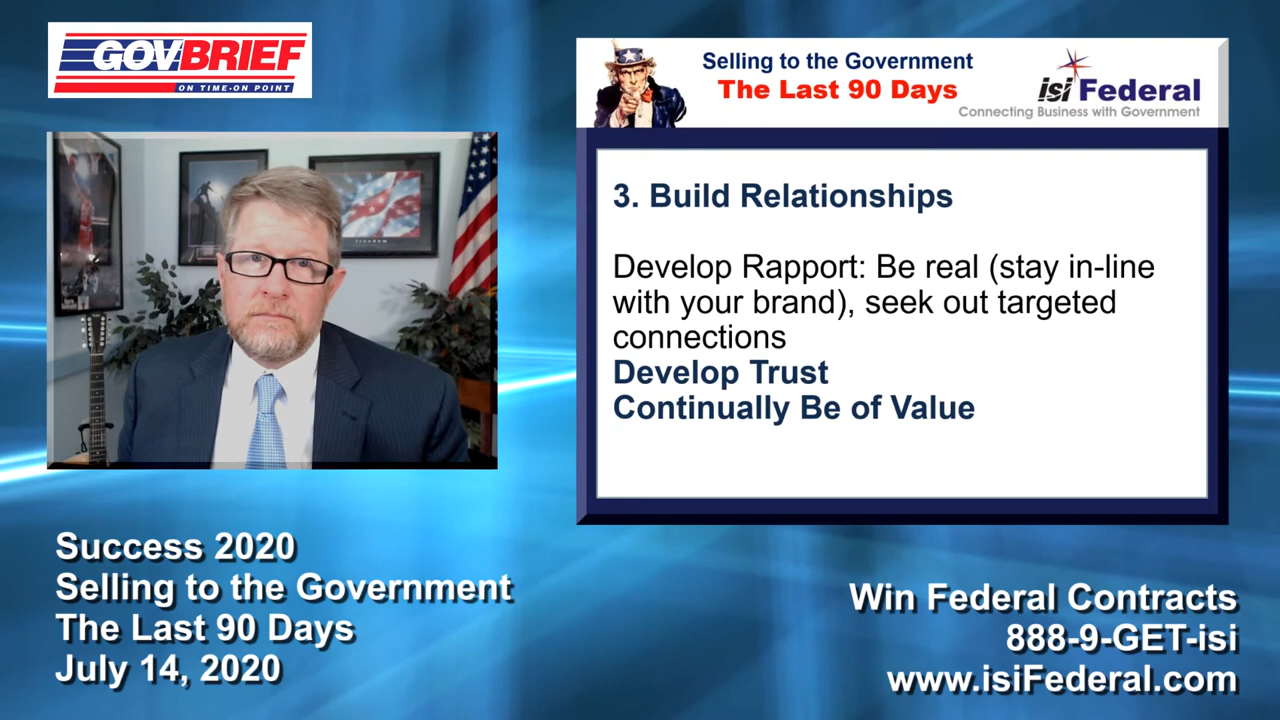 GOVBRIEF
ON TIME-ON POINT
Selling to the Government
The Last 90 Days
isi Federal
Connecting Business with Government
3. Build Relationships
Develop Rapport: Be real (stay in-line
with your brand), seek out targeted
connections
Develop Trust
Continually Be of Value
freedom
Success 2020
Selling to the Government
The Last 90 Days
July 14, 2020
Win Federal Contracts
888-9-GET-isi
www.isiFederal.com